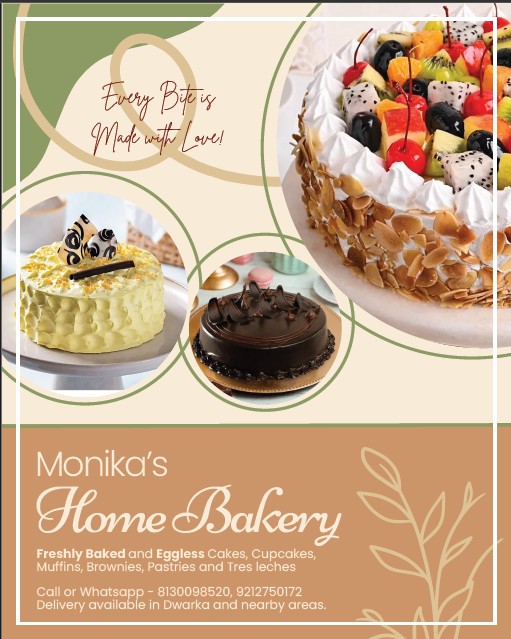 Every Bite is
Made with Love!
Monika's
Home Bakery
Freshly Baked and Eggless Cakes, Cupcakes,
Muffins, Brownies, Pastries and Tres leches
Call or Whatsapp - 8130098520, 9212750172
Delivery available in Dwarka and nearby areas.